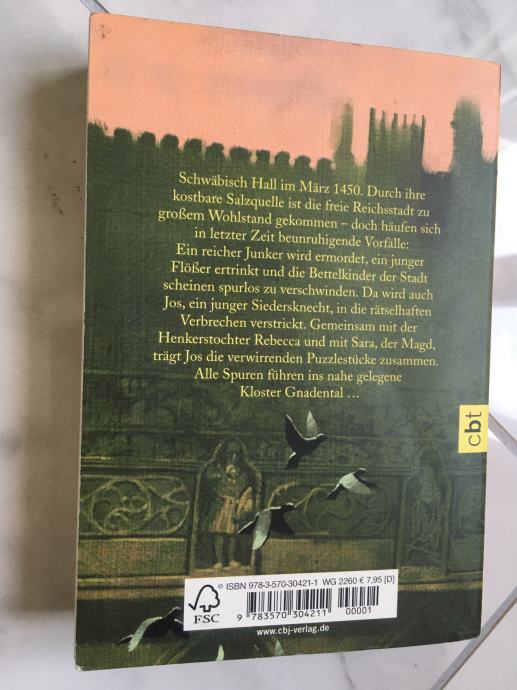 Schwäbisch Hall im März 1450. Durch ihre
kostbare Salzquelle ist die freie Reichsstadt zu
großem Wohlstand gekommen – doch häufen sich
in letzter Zeit beunruhigende Vorfälle:
Ein reicher Junker wird ermordet, ein junger
Flößer ertrinkt und die Bettelkinder der Stadt
scheinen spurlos zu verschwinden. Da wird auch
Jos, ein junger Siedersknecht, in die rätselhaften
Verbrechen verstrickt. Gemeinsam mit der
Henkerstochter Rebecca und mit Sara, der Magd,
trägt Jos die verwirrenden Puzzlestücke zusammen.
Alle Spuren führen ins nahe gelegene
Kloster Gnadental ...
cbt
© ISBN 978-3-570-30421-1 WG 2260 € 7,95 [D]
FSC
9 783570 304211 00001
www.cbj-verlag.de